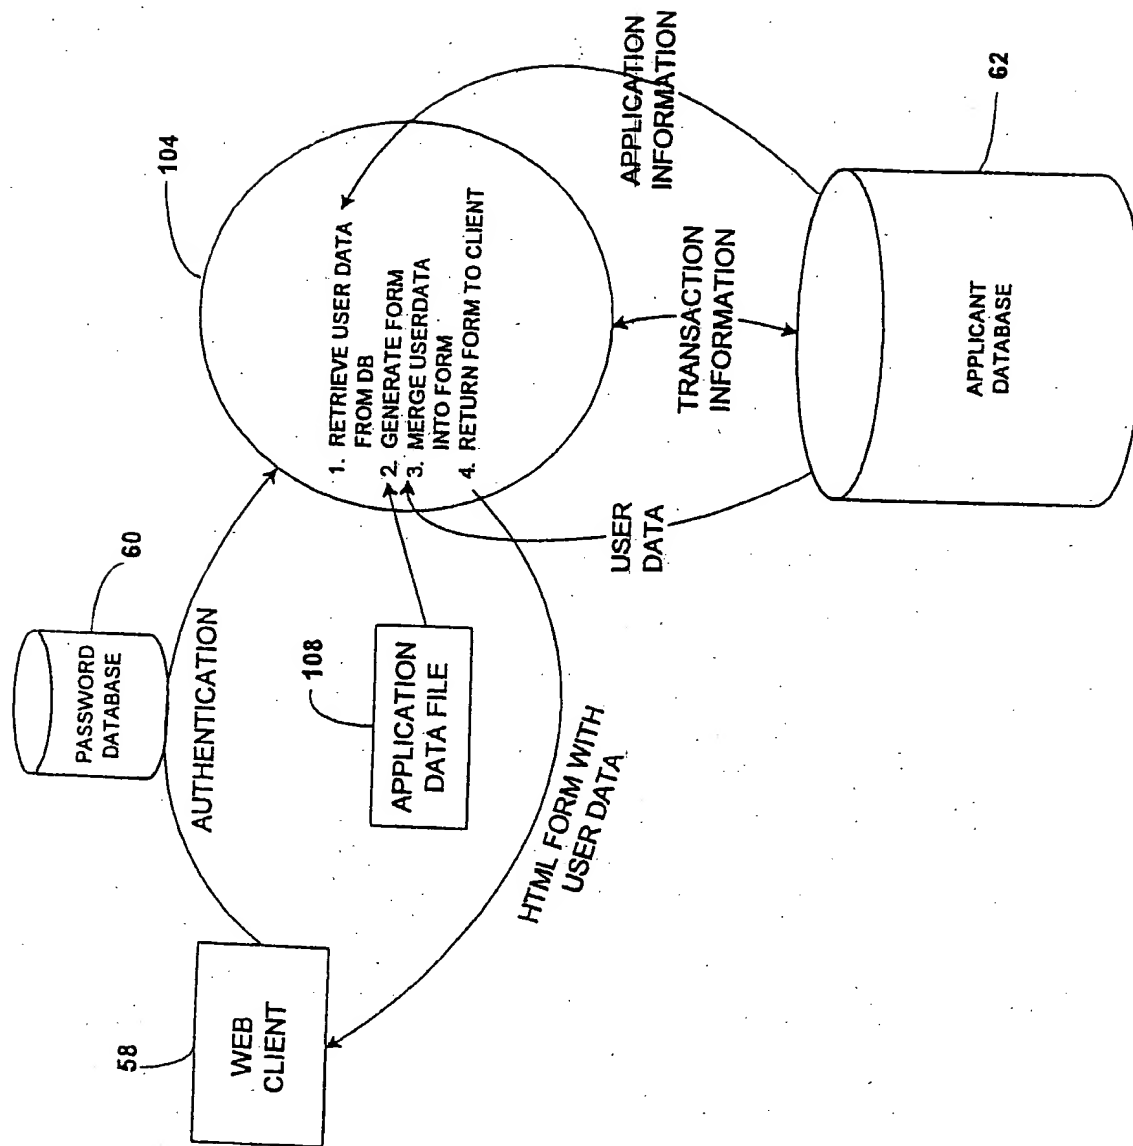 60
PASSWORD
DATABASE
AUTHENTICATION
58
WEB
CLIENT
108
APPLICATION
DATA FILE
HTML FORM WITH
USER DATA
104
1. RETRIEVE USER DATA
FROM DB
2. GENERATE FORM
3. MERGE USERDATA
INTO FORM
4. RETURN FORM TO CLIENT
USER
DATA
TRANSACTION
INFORMATION
APPLICATION
INFORMATION
62
APPLICANT
DATABASE